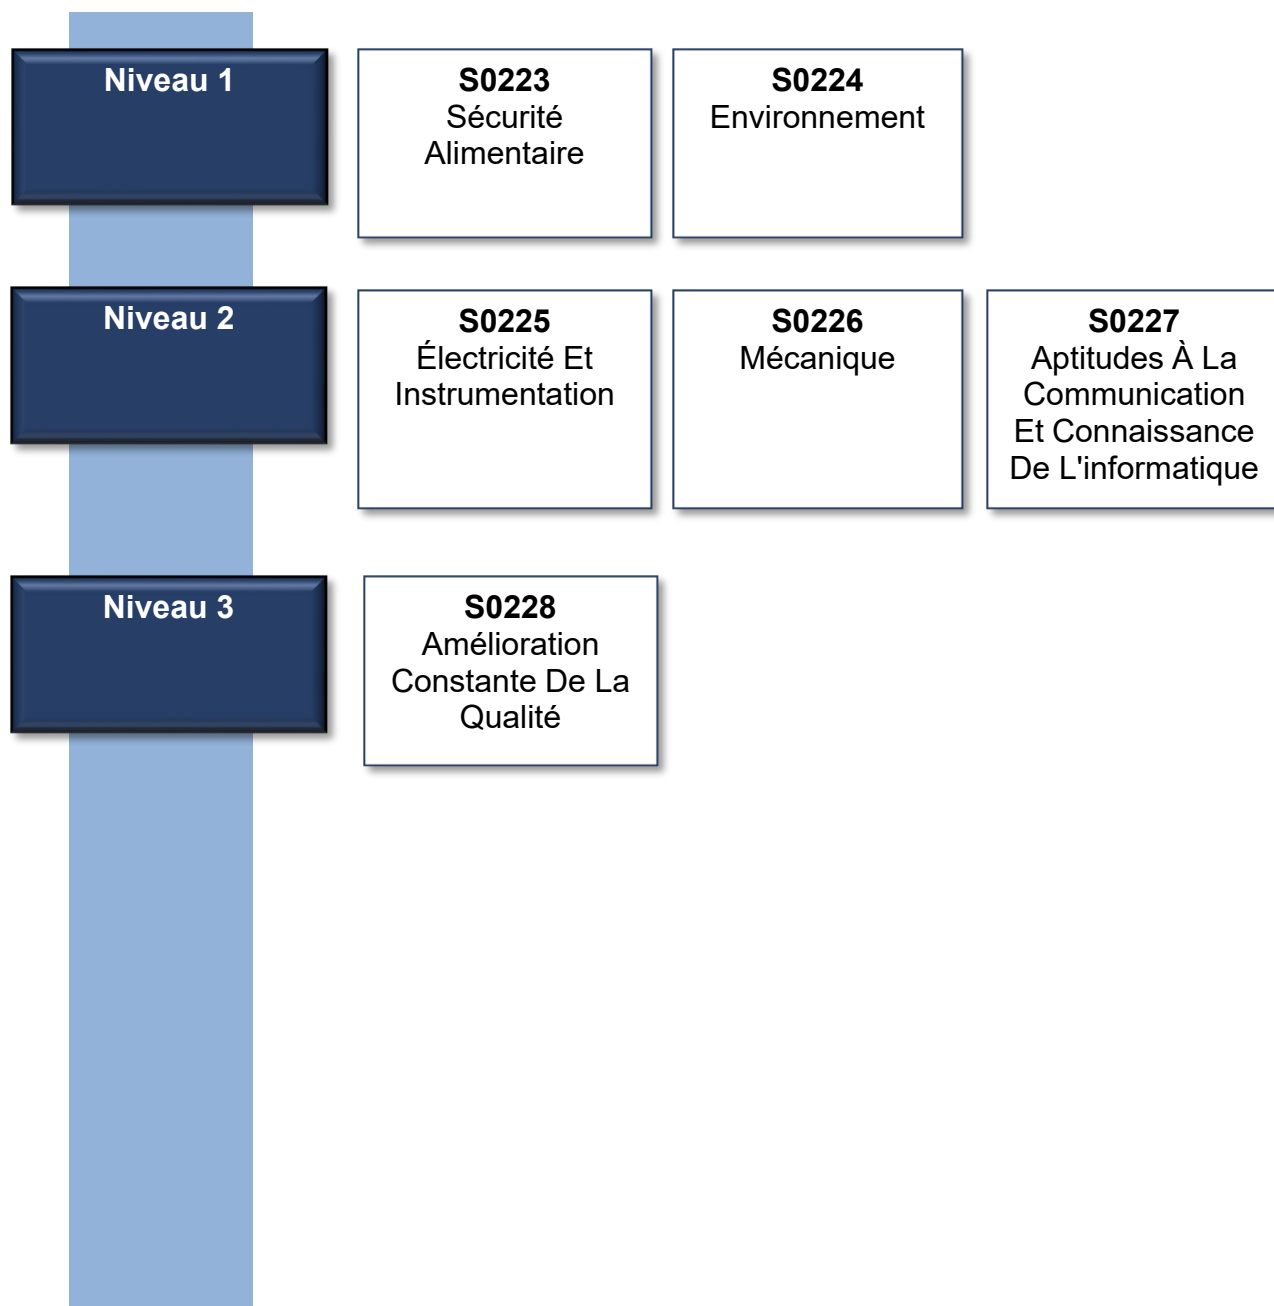 Niveau 1
S0223
Sécurité
Alimentaire
S0224
Environnement
Niveau 2
S0225
Électricité Et
Instrumentation
S0226
Mécanique
S0227
Aptitudes À La
Communication
Et Connaissance
De L'informatique
Niveau 3
S0228
Amélioration
Constante De La
Qualité